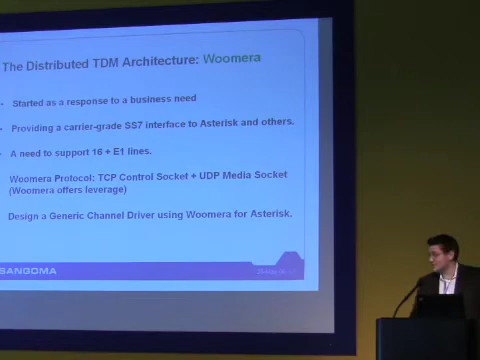 The Distributed TDM Architecture: Woomera
• Started as a response to a business need
• Providing a carrier-grade SS7 interface to Asterisk and others.
• A need to support 16 + E1 lines.
Woomera Protocol: TCP Control Socket + UDP Media Socket
(Woomera offers leverage)
Design a Generic Channel Driver using Woomera for Asterisk.
SANGOMA